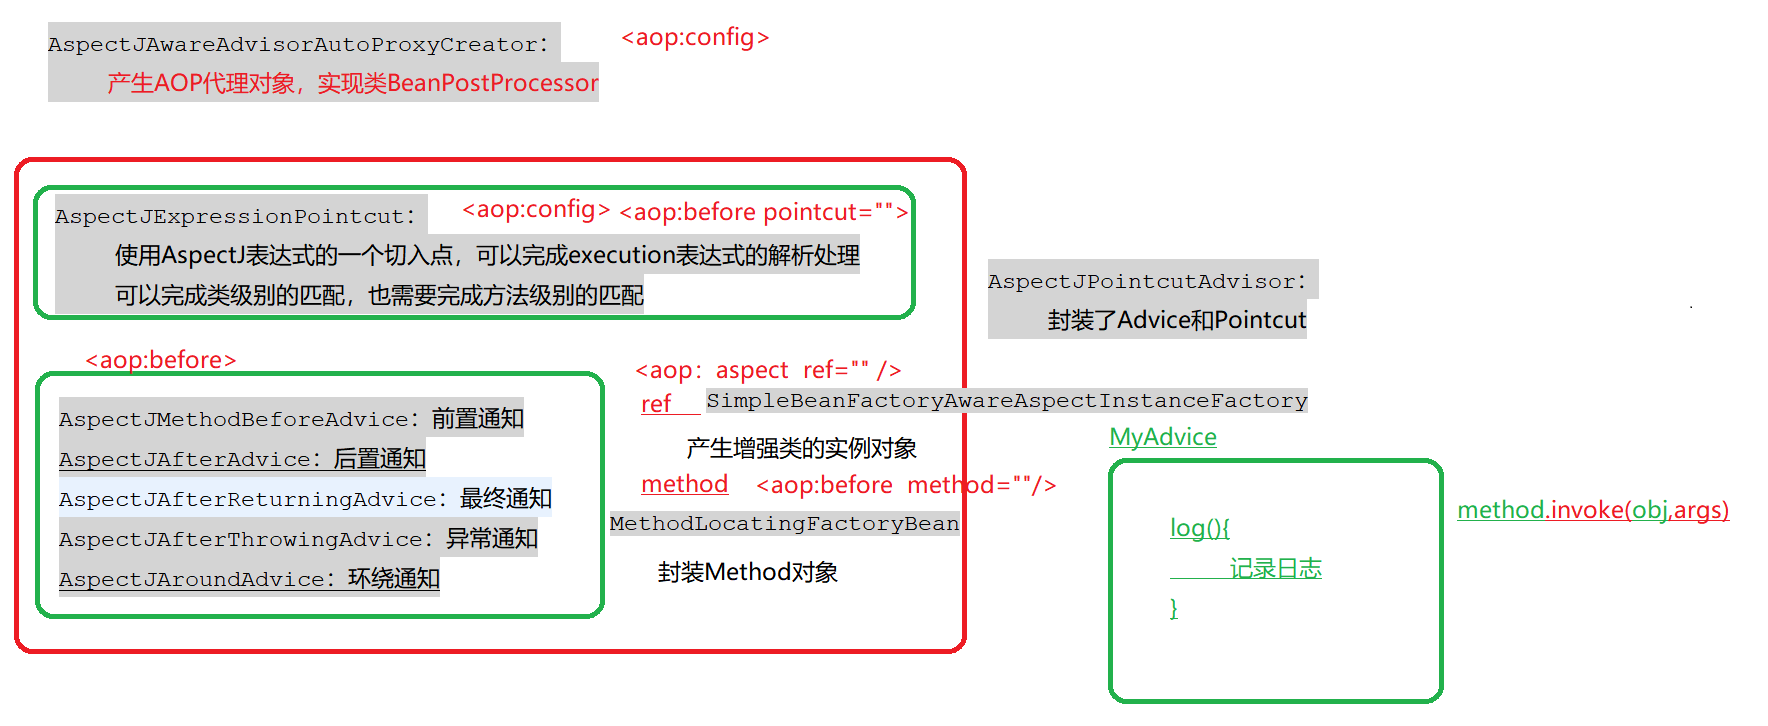 AspectJAwareAdvisorAutoProxyCreator： <aop:config>
产生AOP代理对象，实现类BeanPostProcessor
AspectJExpressionPointcut： <aop:config> <aop:before pointcut="">
使用AspectJ表达式的一个切入点，可以完成execution表达式的解析处理
可以完成类级别的匹配，也需要完成方法级别的匹配
AspectJPointcutAdvisor：
封装了Advice和Pointcut
<aop:before>
AspectJMethodBeforeAdvice：前置通知
AspectJAfterAdvice：后置通知
AspectJAfterReturningAdvice：最终通知
AspectJAfterThrowingAdvice：异常通知
AspectJAroundAdvice：环绕通知
<aop：aspect ref="" />
ref SimpleBeanFactoryAwareAspectInstanceFactory
产生增强类的实例对象
method <aop:before method=""/>
MethodLocatingFactoryBean
封装Method对象
MyAdvice
log(){
记录日志
}
method.invoke(obj,args)